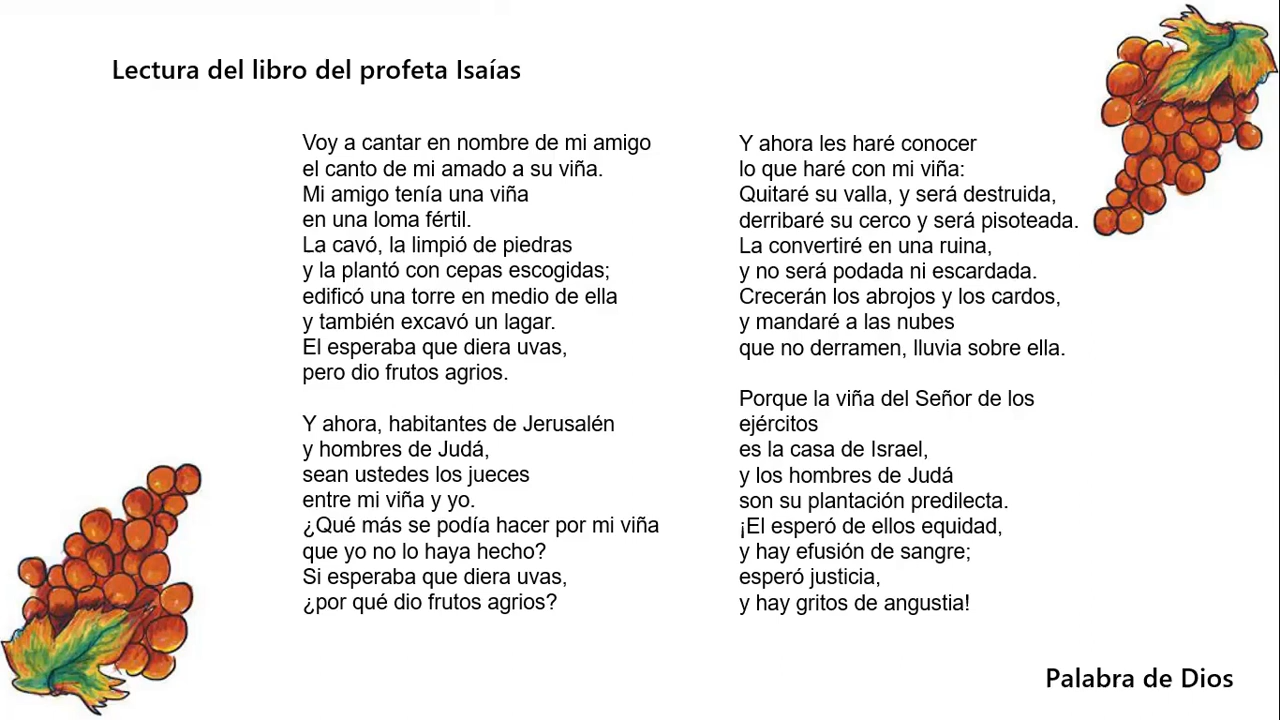 Lectura del libro del profeta Isaías
Voy a cantar en nombre de mi amigo
el canto de mi amado a su viña.
Mi amigo tenía una viña
en una loma fértil.
La cavó, la limpió de piedras
y la plantó con cepas escogidas;
edificó una torre en medio de ella
y también excavó un lagar.
El esperaba que diera uvas,
pero dio frutos agrios.
Y ahora, habitantes de Jerusalén
y hombres de Judá,
sean ustedes los jueces
entre mi viña y yo.
¿Qué más se podía hacer por mi viña
que yo no lo haya hecho?
Si esperaba que diera uvas,
¿por qué dio frutos agrios?
Y ahora les haré conocer
lo que haré con mi viña:
Quitaré su valla, y será destruida,
derribaré su cerco y será pisoteada.
La convertiré en una ruina,
y no será podada ni escardada.
Crecerán los abrojos y los cardos,
y mandaré a las nubes
que no derramen, lluvia sobre ella.
Porque la viña del Señor de los
ejércitos
es la casa de Israel,
y los hombres de Judá
son su plantación predilecta.
¡El esperó de ellos equidad,
y hay efusión de sangre;
esperó justicia,
y hay gritos de angustia!
Palabra de Dios